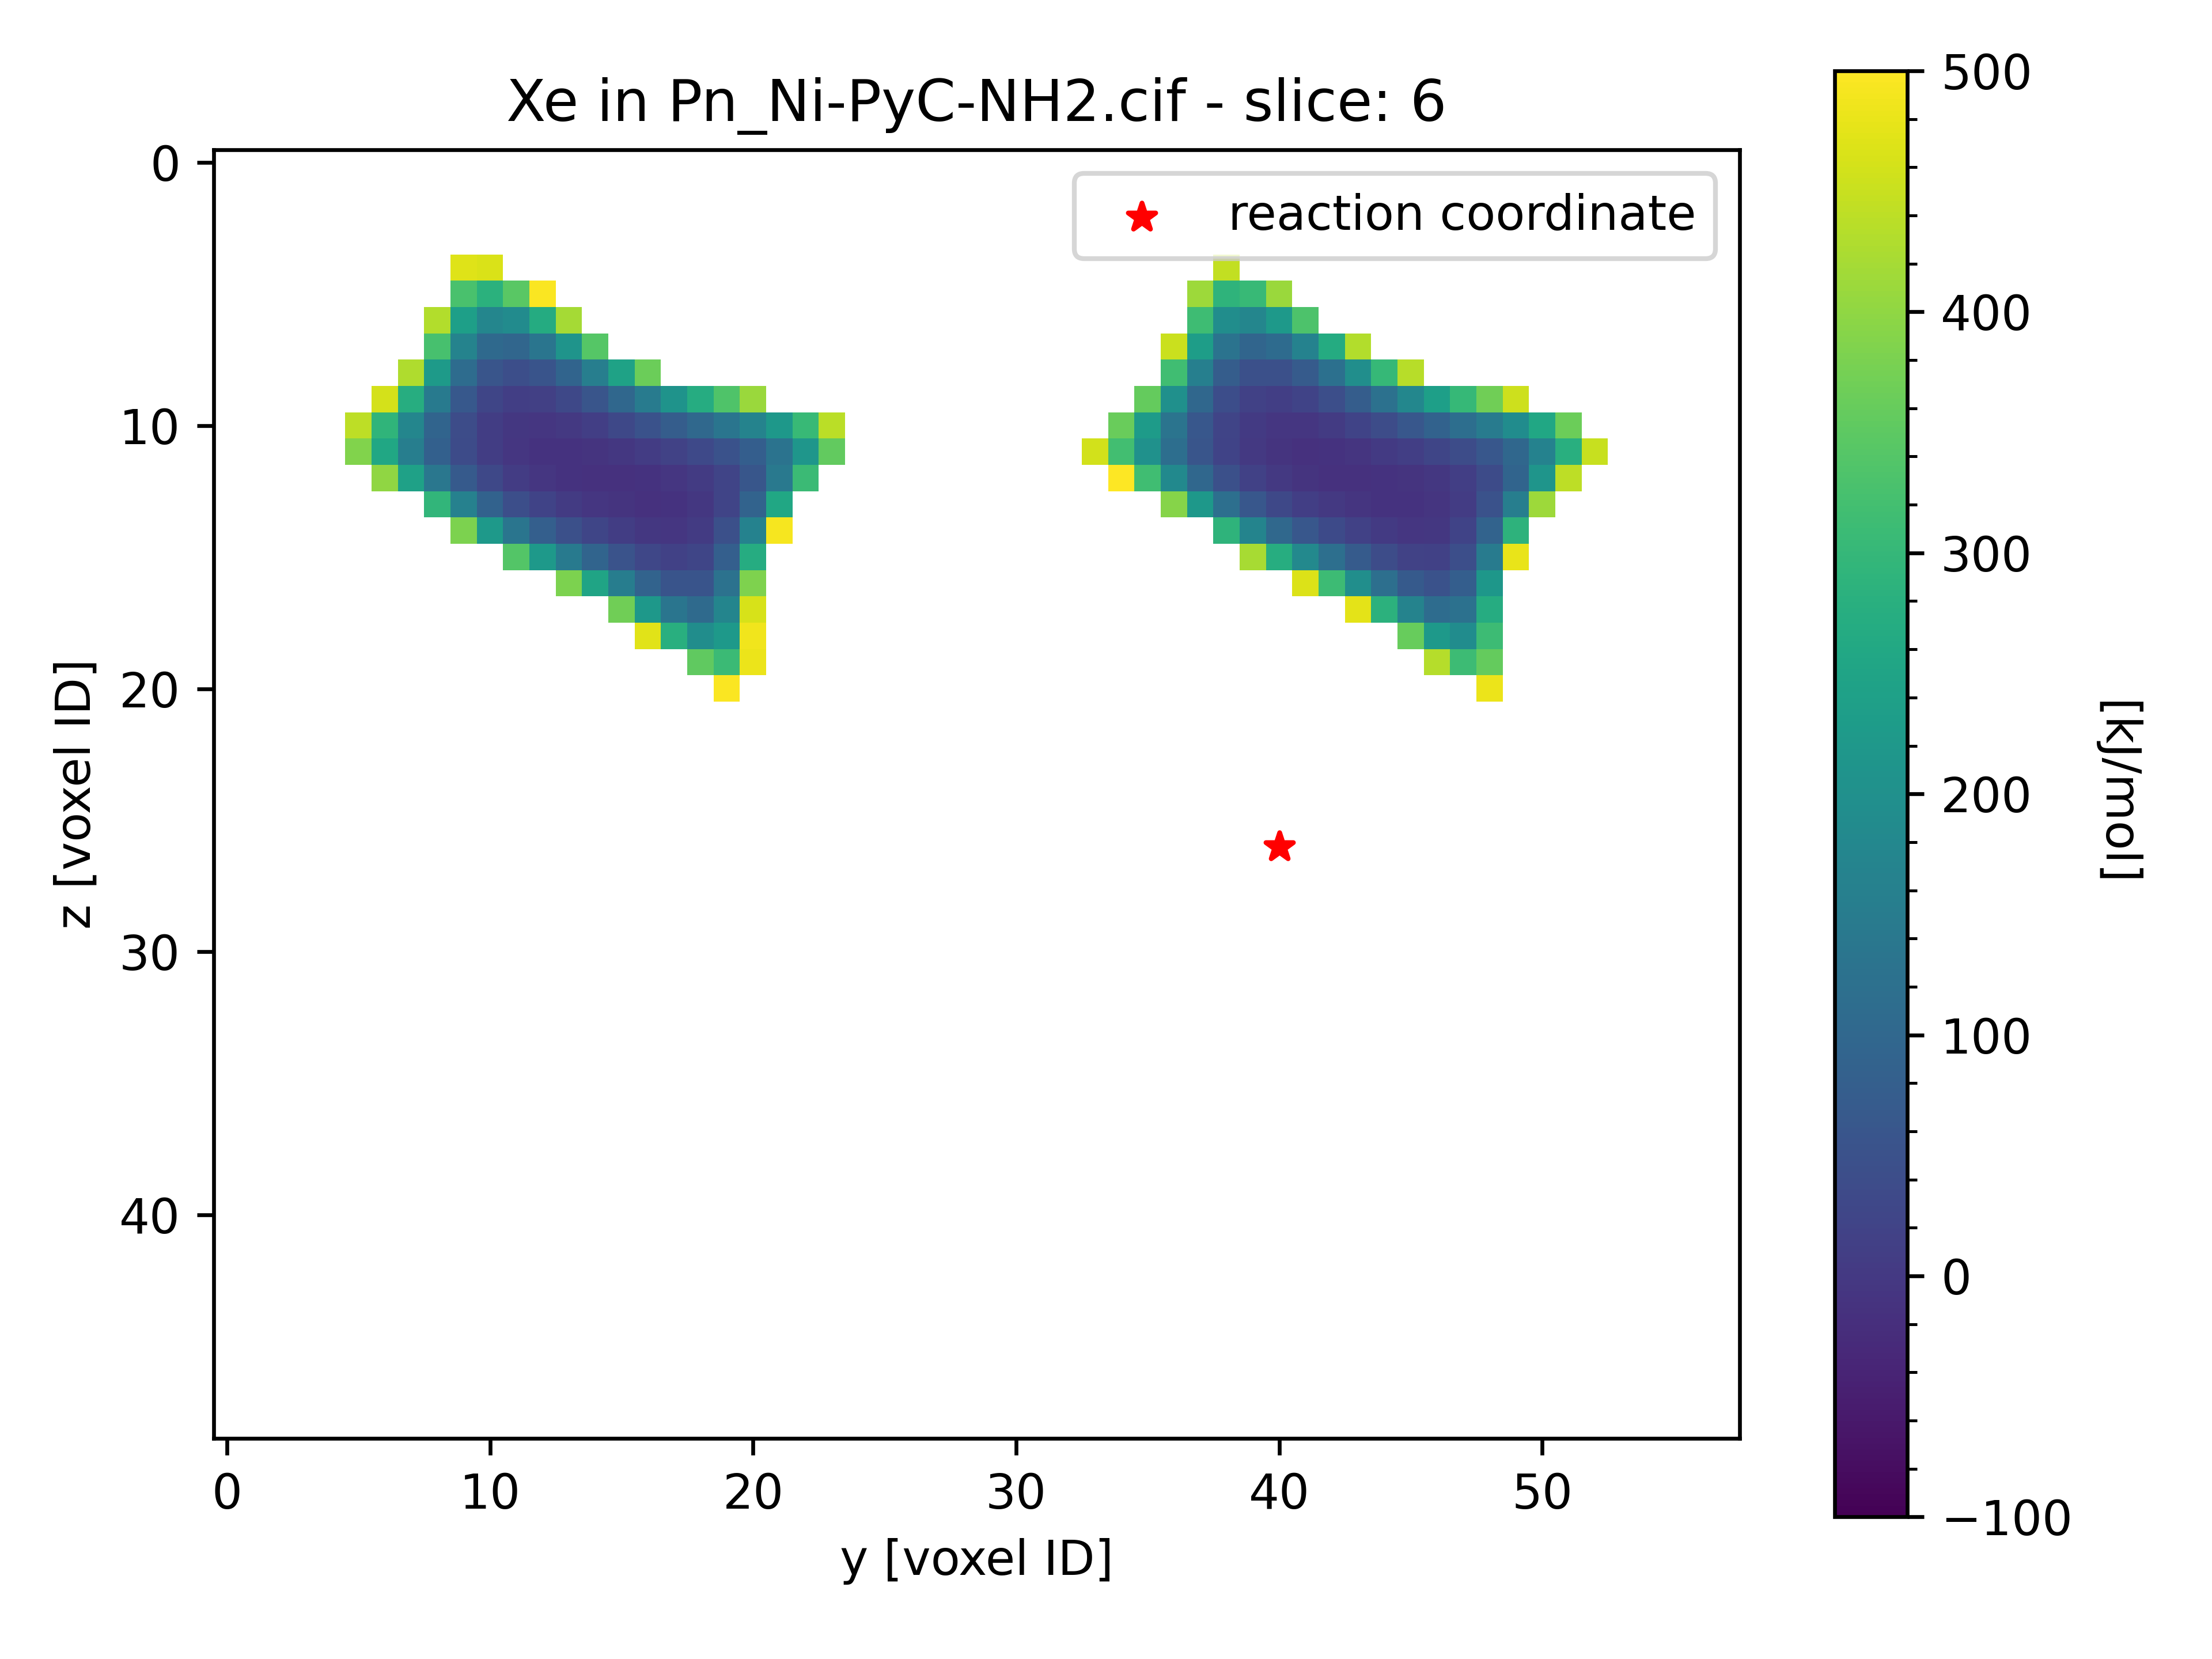 Xe in Pn_Ni-PyC-NH2.cif - slice: 6
reaction coordinate
0
10
20
30
40
z [voxel ID]
0 10 20 30 40 50
y [voxel ID]
500
400
300
200
100
0
−100
[kJ/mol]